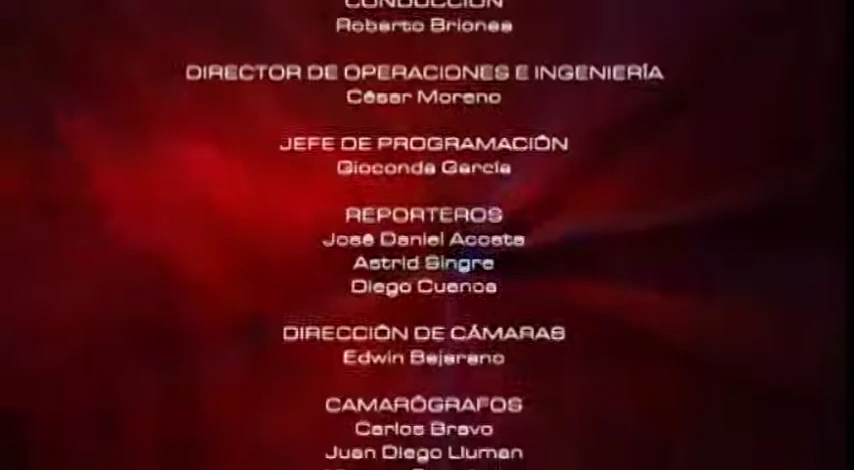 CONDUCCIÓN
Roberto Briones
DIRECTOR DE OPERACIONES E INGENIERÍA
César Moreno
JEFE DE PROGRAMACIÓN
Gioconda García
REPORTEROS
José Daniel Acosta
Astrid Singre
Diego Cuenca
DIRECCIÓN DE CÁMARAS
Edwin Bejarano
CAMARÓGRAFOS
Carlos Bravo
Juan Diego Lluman